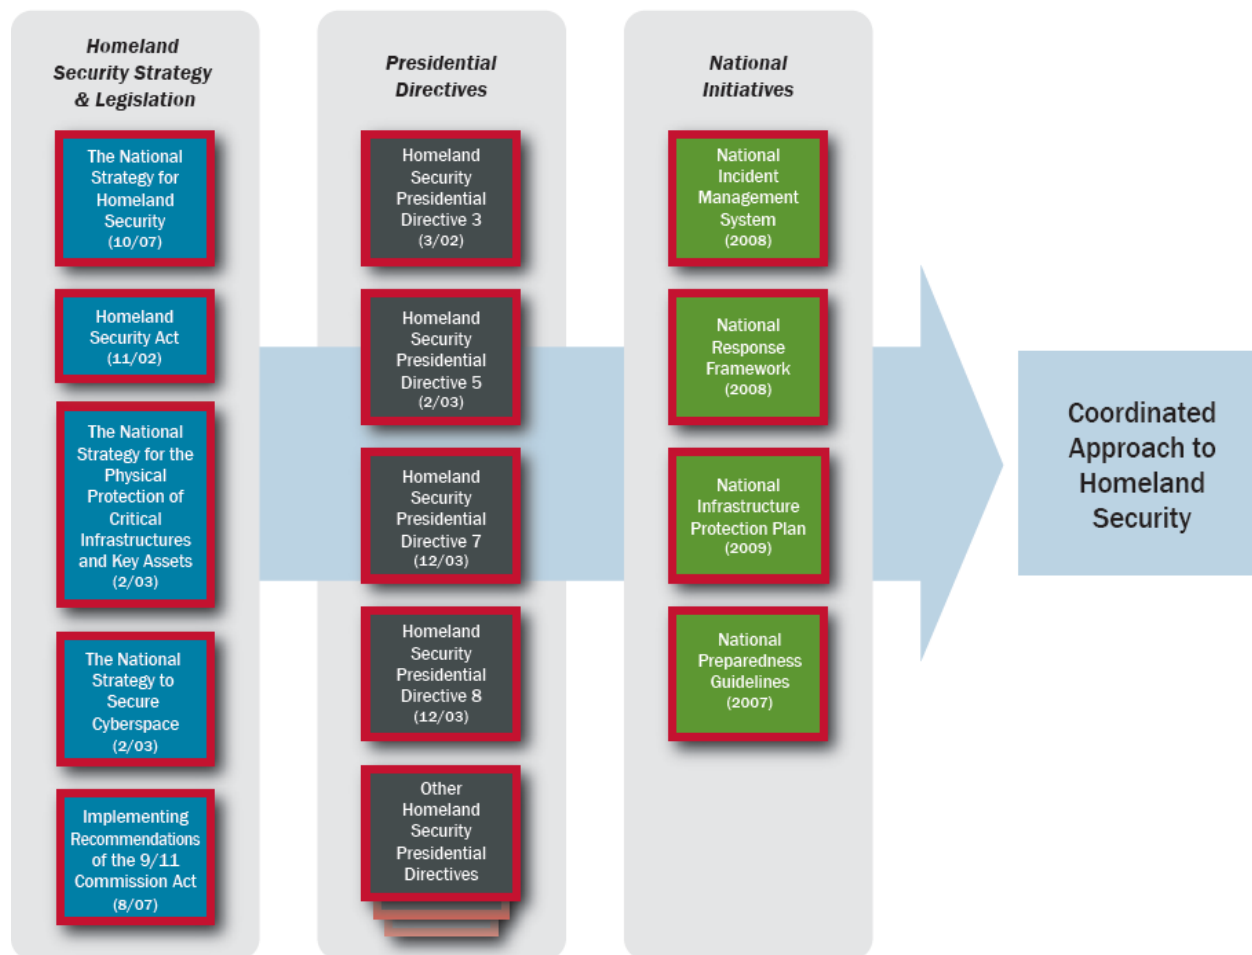 Homeland
Security Strategy
& Legislation
The National
Strategy for
Homeland
Security
(10/07)
Homeland
Security Act
(11/02)
The National
Strategy for the
Physical
Protection of
Critical
Infrastructures
and Key Assets
(2/03)
The National
Strategy to
Secure
Cyberspace
(2/03)
Implementing
Recommendations
of the 9/11
Commission Act
(8/07)
Presidential
Directives
Homeland
Security
Presidential
Directive 3
(3/02)
Homeland
Security
Presidential
Directive 5
(2/03)
Homeland
Security
Presidential
Directive 7
(12/03)
Homeland
Security
Presidential
Directive 8
(12/03)
Other
Homeland
Security
Presidential
Directives
National
Initiatives
National
Incident
Management
System
(2008)
National
Response
Framework
(2008)
National
Infrastructure
Protection Plan
(2009)
National
Preparedness
Guidelines
(2007)
Coordinated
Approach to
Homeland
Security